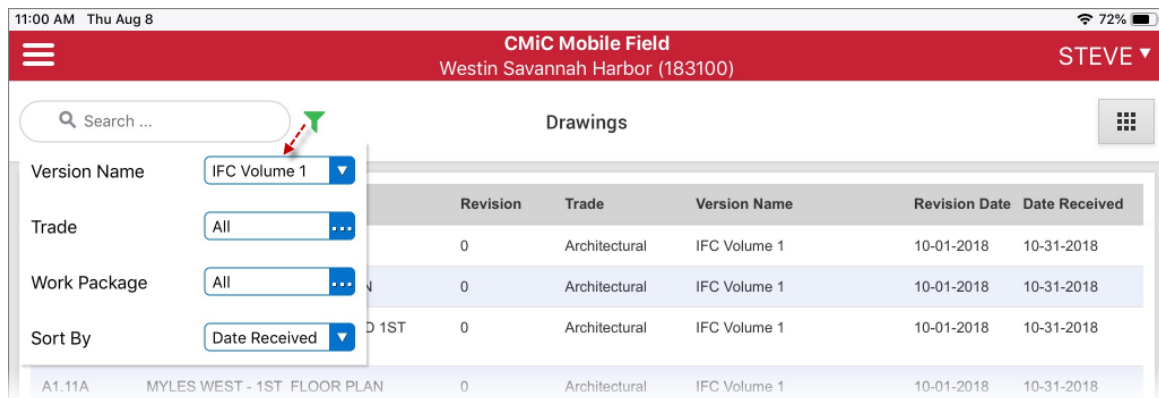 11:00 AM Thu Aug 8 72%
CMiC Mobile Field
Westin Savannah Harbor (183100)
STEVE
Search ...
Drawings
Version Name IFC Volume 1
Trade All
Work Package All
Sort By Date Received
Revision Trade Version Name Revision Date Date Received
0 Architectural IFC Volume 1 10-01-2018 10-31-2018
N 0 Architectural IFC Volume 1 10-01-2018 10-31-2018
D 1ST 0 Architectural IFC Volume 1 10-01-2018 10-31-2018
A1.11A MYLES WEST - 1ST FLOOR PLAN 0 Architectural IFC Volume 1 10-01-2018 10-31-2018